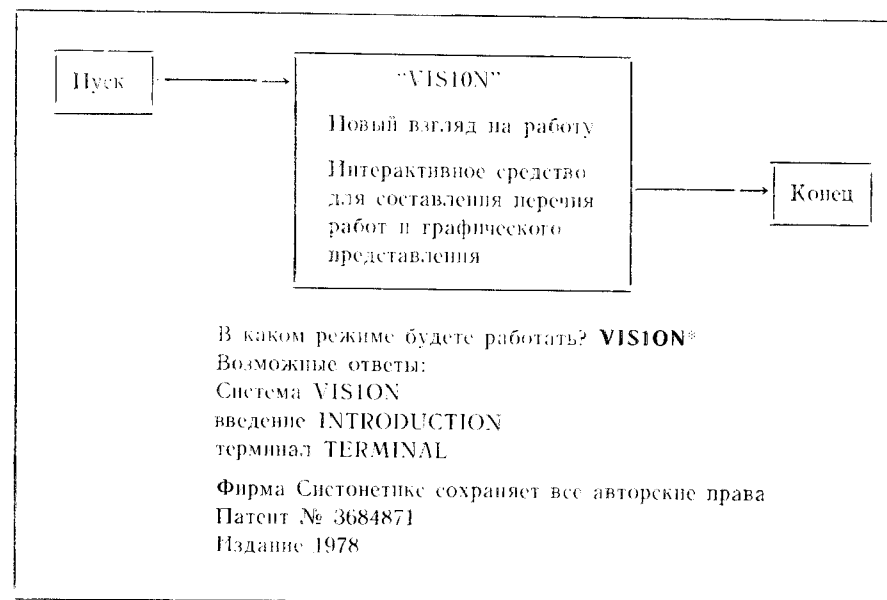 Пуск
"VISION"
Новый взгляд на работу
Интерактивное средство
для составления перечня
работ и графического
представления
Конец
В каком режиме будете работать? VISION*
Возможные ответы:
Система VISION
введение INTRODUCTION
терминал TERMINAL
Фирма Систонетикс сохраняет все авторские права
Патент № 3684871
Издание 1978